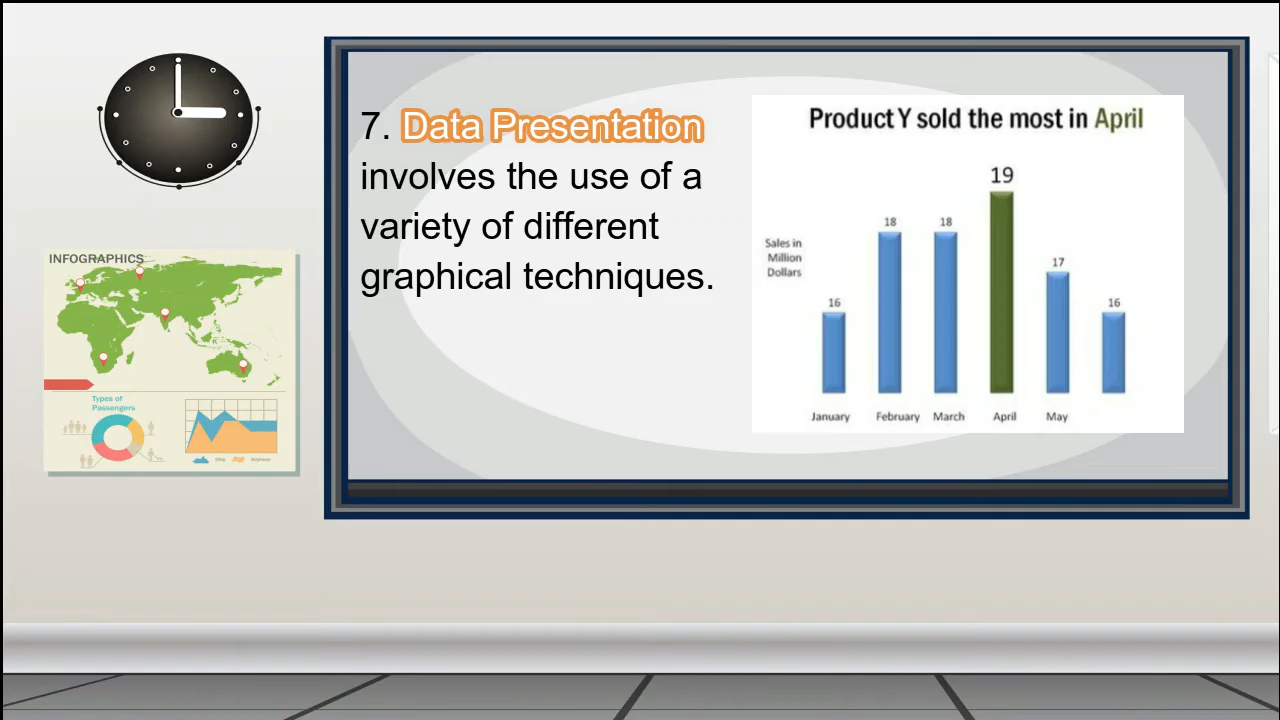 7. Data Presentation
involves the use of a
variety of different
graphical techniques.
Product Y sold the most in April
Sales in
Million
Dollars
16
18
18
19
17
16
January
February
March
April
May
INFOGRAPHICS
Types of
Passengers